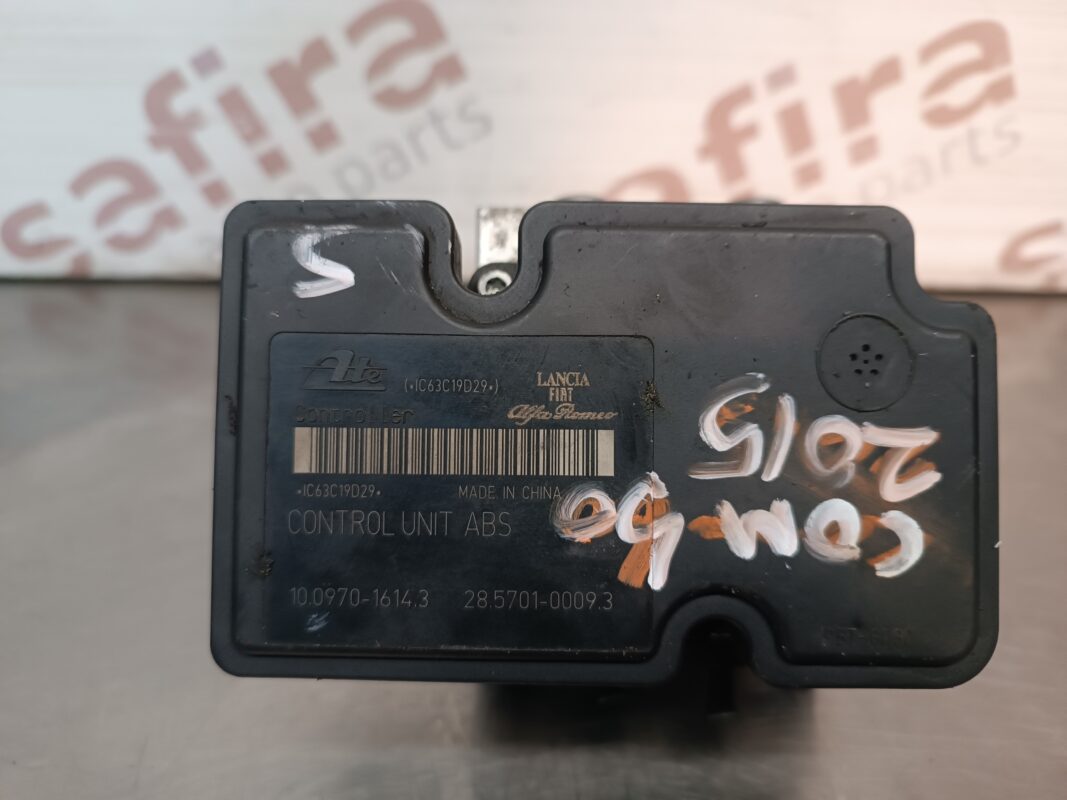 safira
parts
safira
parts
Ate
(•IC63C19D29•)
LANCIA
FIAT
Alfa Romeo
Controller
•IC63C19D29•
MADE IN CHINA
CONTROL UNIT ABS
10.0970-1614.3
28.5701-0009.3
2015
COM-